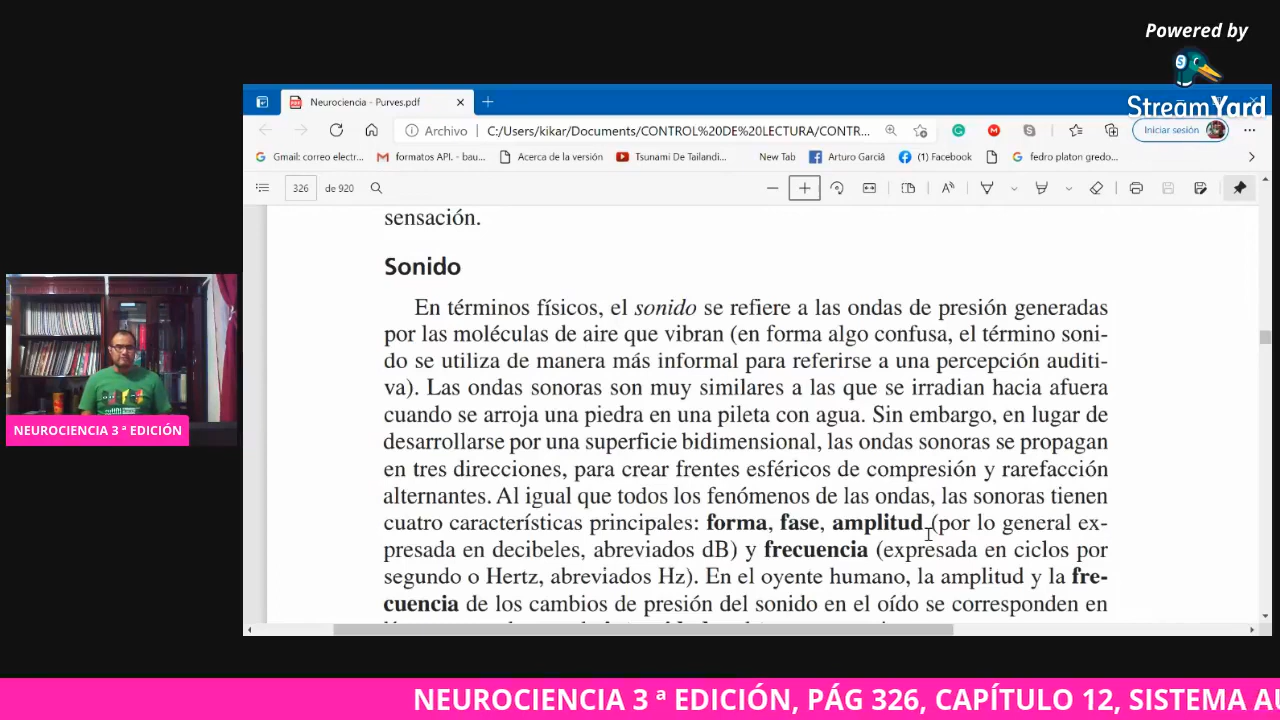 Powered by
StreamYard
Neurociencia - Purves.pdf
Archivo
C:/Users/kikar/Documents/CONTROL%20DE%20LECTURA/CONTR...
Iniciar sesión
Gmail: correo electr...
formatos API. - bau...
Acerca de la versión
Tsunami De Tailandi...
New Tab
Arturo Garciâ
(1) Facebook
fedro platon gredo...
326
de 920
sensación.
Sonido
En términos físicos, el sonido se refiere a las ondas de presión generadas
por las moléculas de aire que vibran (en forma algo confusa, el término soni-
do se utiliza de manera más informal para referirse a una percepción auditi-
va). Las ondas sonoras son muy similares a las que se irradian hacia afuera
cuando se arroja una piedra en una pileta con agua. Sin embargo, en lugar de
desarrollarse por una superficie bidimensional, las ondas sonoras se propagan
en tres direcciones, para crear frentes esféricos de compresión y rarefacción
alternantes. Al igual que todos los fenómenos de las ondas, las sonoras tienen
cuatro características principales: forma, fase, amplitud (por lo general ex-
presada en decibeles, abreviados dB) y frecuencia (expresada en ciclos por
segundo o Hertz, abreviados Hz). En el oyente humano, la amplitud y la fre-
cuencia de los cambios de presión del sonido en el oído se corresponden en
NEUROCIENCIA 3 ª EDICIÓN
NEUROCIENCIA 3 ª EDICIÓN, PÁG 326, CAPÍTULO 12, SISTEMA AU